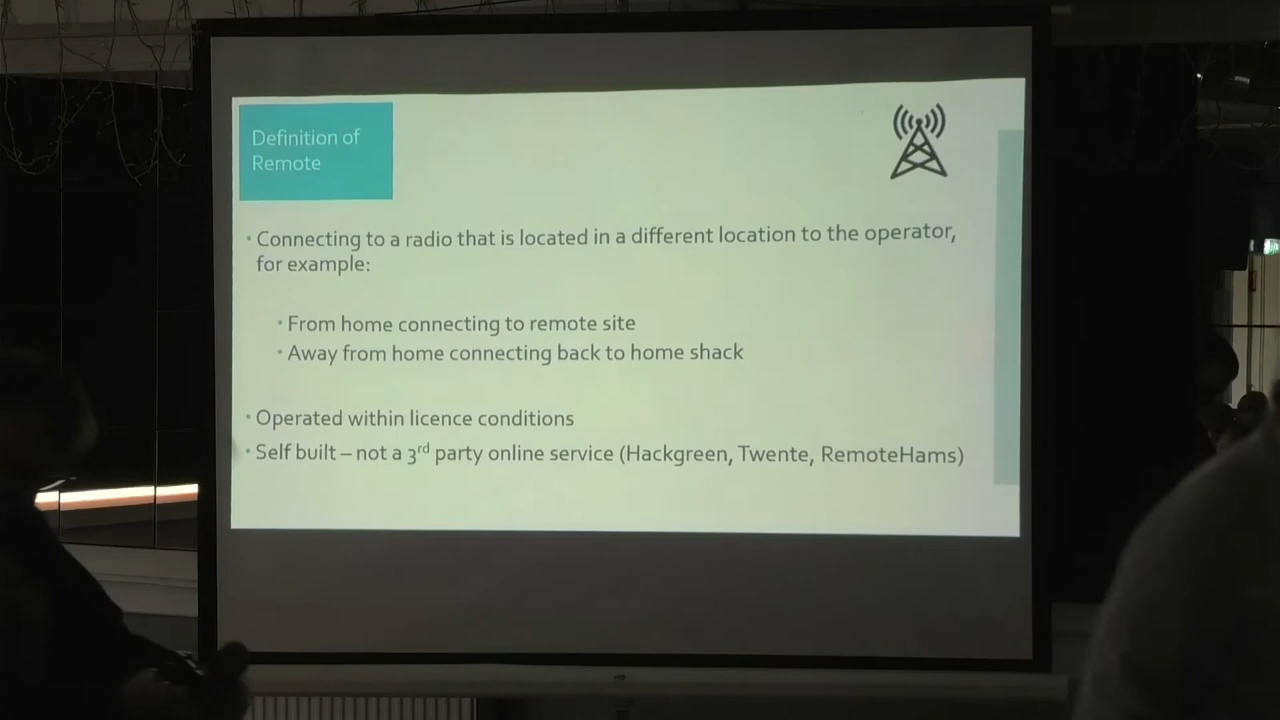 Definition of
Remote
• Connecting to a radio that is located in a different location to the operator,
for example:
• From home connecting to remote site
• Away from home connecting back to home shack
• Operated within licence conditions
• Self built – not a 3rd party online service (Hackgreen, Twente, RemoteHams)